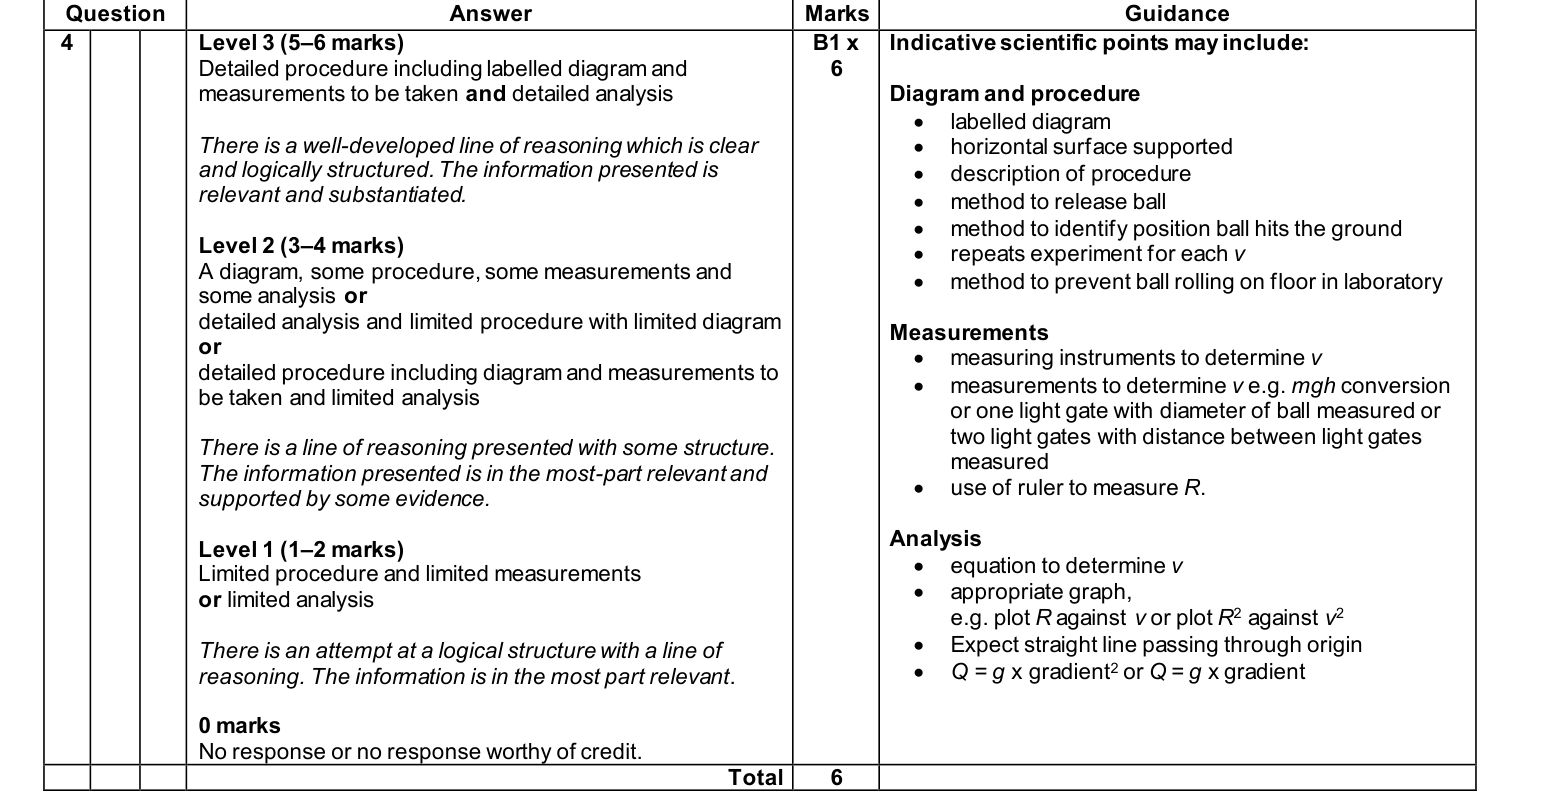 Question Answer Marks Guidance
4
Level 3 (5–6 marks)
Detailed procedure including labelled diagram and
measurements to be taken and detailed analysis
There is a well-developed line of reasoning which is clear
and logically structured. The information presented is
relevant and substantiated.
Level 2 (3–4 marks)
A diagram, some procedure, some measurements and
some analysis or
detailed analysis and limited procedure with limited diagram
or
detailed procedure including diagram and measurements to
be taken and limited analysis
There is a line of reasoning presented with some structure.
The information presented is in the most-part relevant and
supported by some evidence.
Level 1 (1–2 marks)
Limited procedure and limited measurements
or limited analysis
There is an attempt at a logical structure with a line of
reasoning. The information is in the most part relevant.
0 marks
No response or no response worthy of credit.
B1 x
6
Indicative scientific points may include:
Diagram and procedure
• labelled diagram
• horizontal surface supported
• description of procedure
• method to release ball
• method to identify position ball hits the ground
• repeats experiment for each v
• method to prevent ball rolling on floor in laboratory
Measurements
• measuring instruments to determine v
• measurements to determine v e.g. mgh conversion
or one light gate with diameter of ball measured or
two light gates with distance between light gates
measured
• use of ruler to measure R.
Analysis
• equation to determine v
• appropriate graph,
e.g. plot R against v or plot R² against v²
• Expect straight line passing through origin
• Q = g x gradient² or Q = g x gradient
Total 6